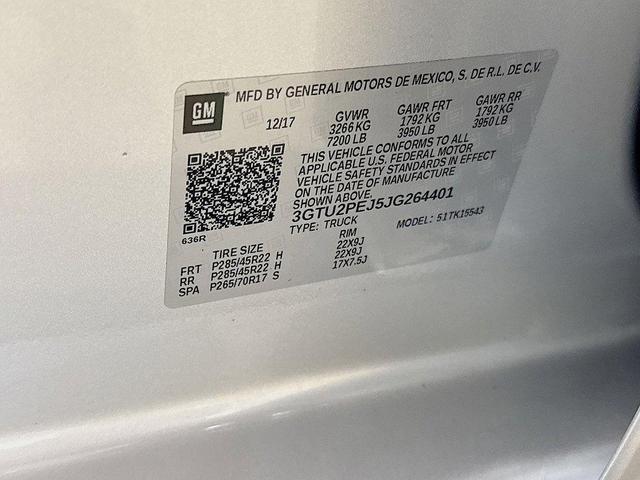 GM
MFD BY GENERAL MOTORS DE MEXICO, S. DE R.L. DE C.V.
12/17
GVWR GAWR FRT GAWR RR
3266 KG 1792 KG 1792 KG
7200 LB 3950 LB 3950 LB
THIS VEHICLE CONFORMS TO ALL
APPLICABLE U.S. FEDERAL MOTOR
VEHICLE SAFETY STANDARDS IN EFFECT
ON THE DATE OF MANUFACTURE
SHOWN ABOVE.
3GTU2PEJ5JG264401
TYPE: TRUCK MODEL: 51TK15543
636R
TIRE SIZE RIM
FRT P285/45R22 H 22X9J
RR P285/45R22 H 22X9J
SPA P265/70R17 S 17X7.5J